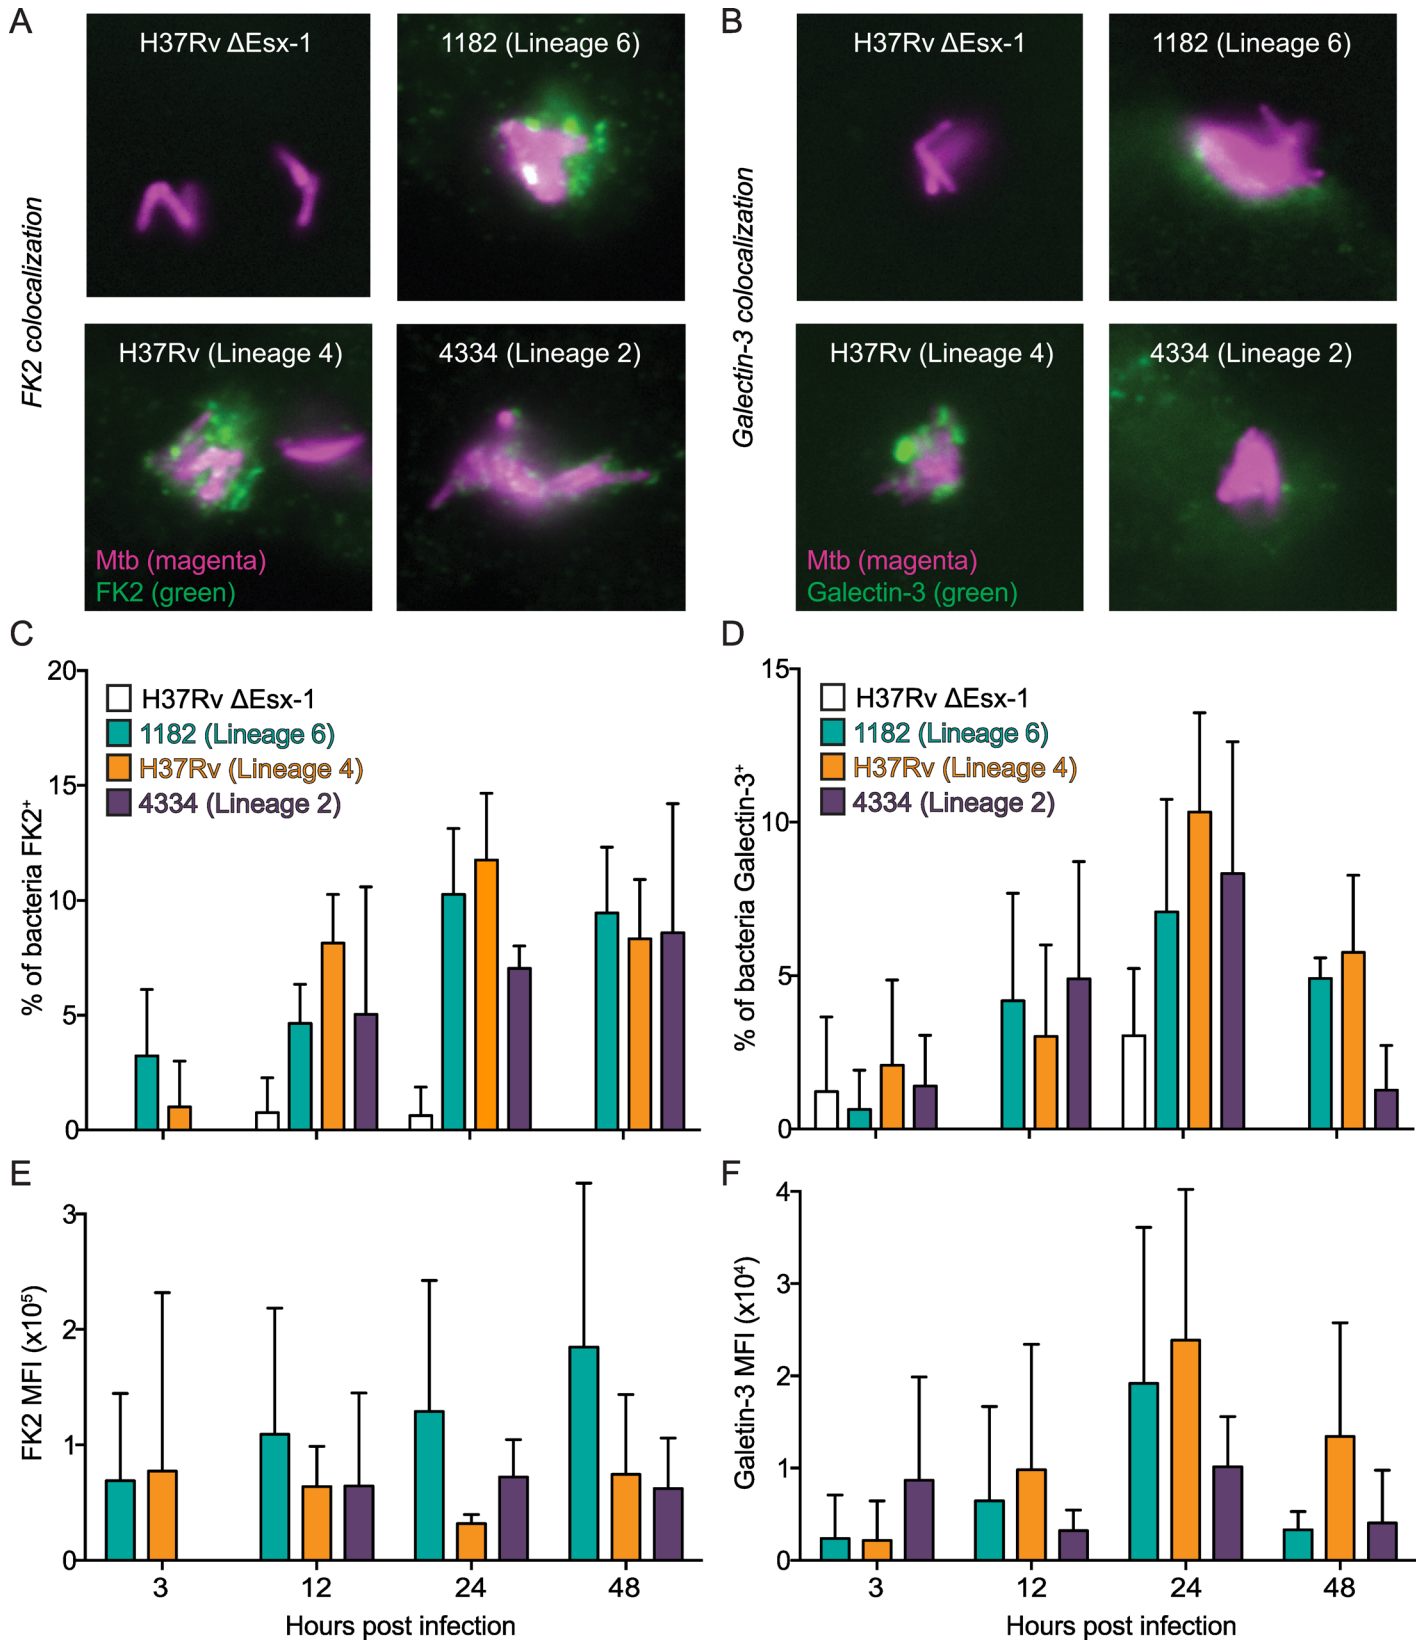 A
B
H37Rv ΔEsx-1
1182 (Lineage 6)
H37Rv ΔEsx-1
1182 (Lineage 6)
FK2 colocalization
Galectin-3 colocalization
H37Rv (Lineage 4)
4334 (Lineage 2)
H37Rv (Lineage 4)
4334 (Lineage 2)
Mtb (magenta)
FK2 (green)
Mtb (magenta)
Galectin-3 (green)
C
20
15
10
5
0
% of bacteria FK2⁺
H37Rv ΔEsx-1
1182 (Lineage 6)
H37Rv (Lineage 4)
4334 (Lineage 2)
D
15
10
5
0
% of bacteria Galectin-3⁺
H37Rv ΔEsx-1
1182 (Lineage 6)
H37Rv (Lineage 4)
4334 (Lineage 2)
E
3
2
1
0
FK2 MFI (x10⁵)
3 12 24 48
Hours post infection
F
4
3
2
1
0
Galetin-3 MFI (x10⁴)
3 12 24 48
Hours post infection